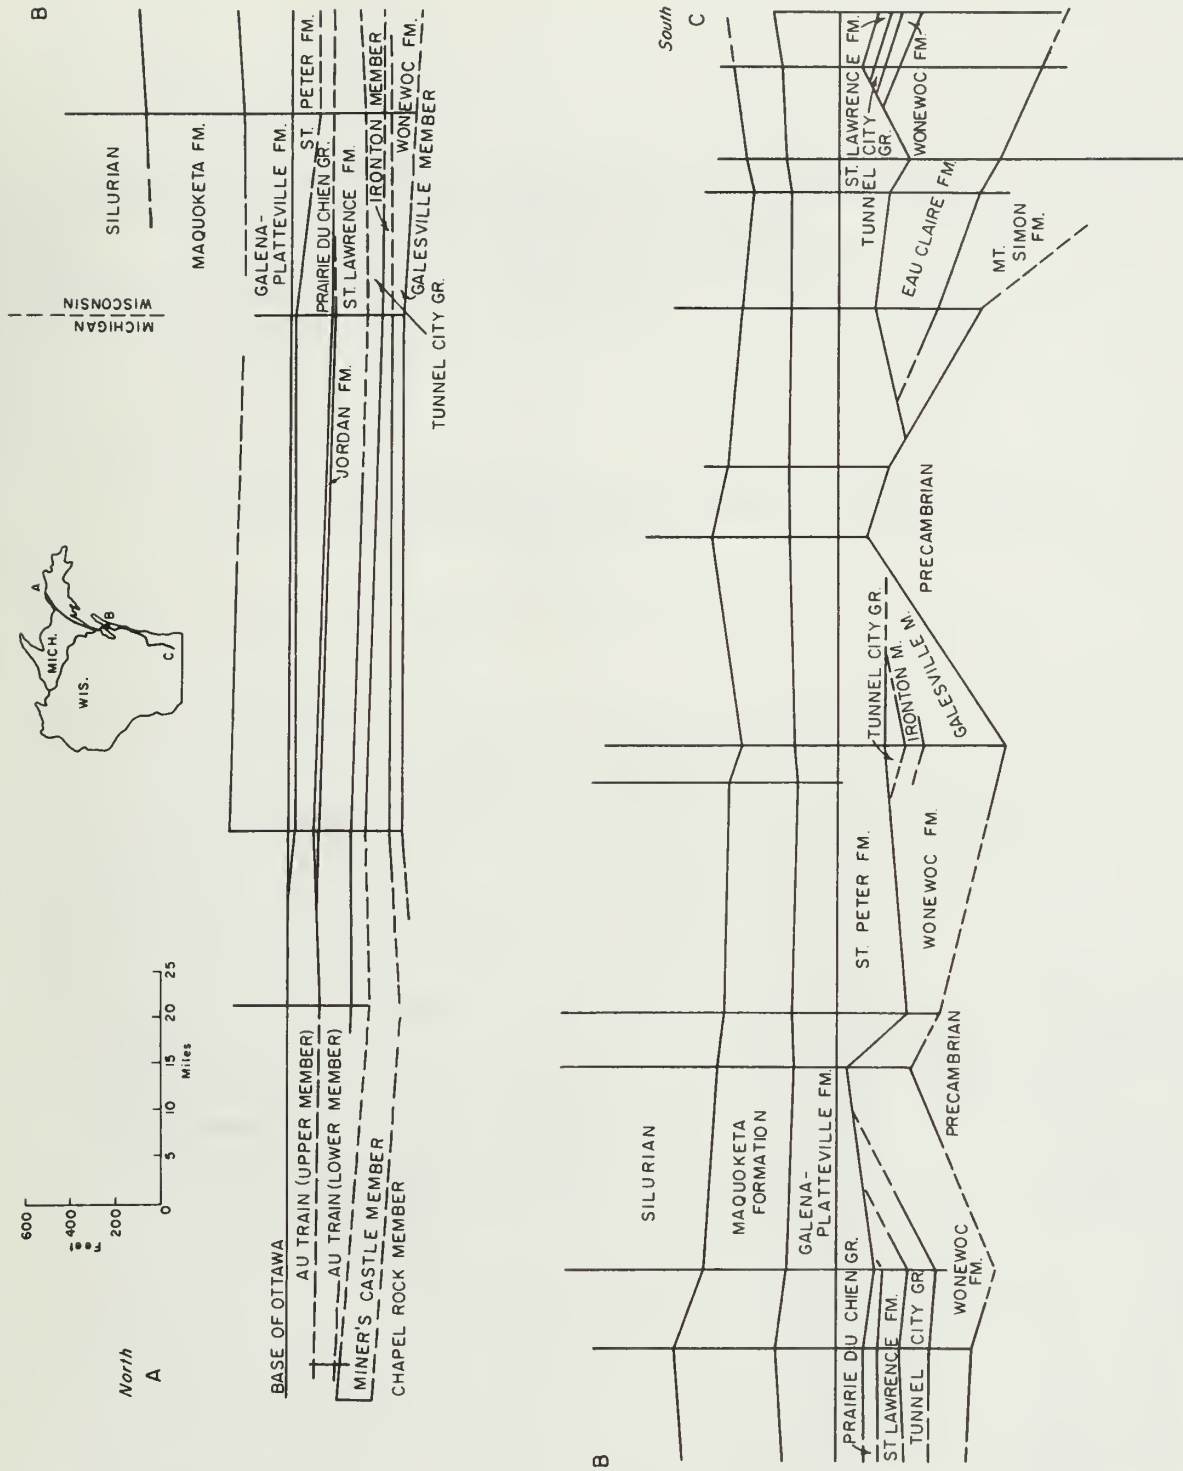 North
A
600
400
200
0
Feet
5
10
15
20
25
Miles
MICH.
WIS.
A
B
C
MICHIGAN
WISCONSIN
B
SILURIAN
MAQUOKETA FM.
GALENA-
PLATTEVILLE FM.
ST. PETER FM.
PRAIRIE DU CHIEN GR.
JORDAN FM.
ST. LAWRENCE FM.
IRONTON MEMBER
WONEWOC FM.
GALESVILLE MEMBER
TUNNEL CITY GR.
BASE OF OTTAWA
AU TRAIN (UPPER MEMBER)
AU TRAIN (LOWER MEMBER)
MINER'S CASTLE MEMBER
CHAPEL ROCK MEMBER
B
South
C
SILURIAN
MAQUOKETA
FORMATION
GALENA-
PLATTEVILLE FM.
PRAIRIE DU CHIEN GR.
ST LAWRENCE FM.
TUNNEL CITY GR.
WONEWOC
FM.
PRECAMBRIAN
ST. PETER FM.
WONEWOC FM.
TUNNEL CITY GR.
IRONTON M.
GALESVILLE M.
PRECAMBRIAN
ST. LAWRENCE FM.
TUNNEL CITY
GR.
WONEWOC FM.
EAU CLAIRE FM.
MT.
SIMON
FM.